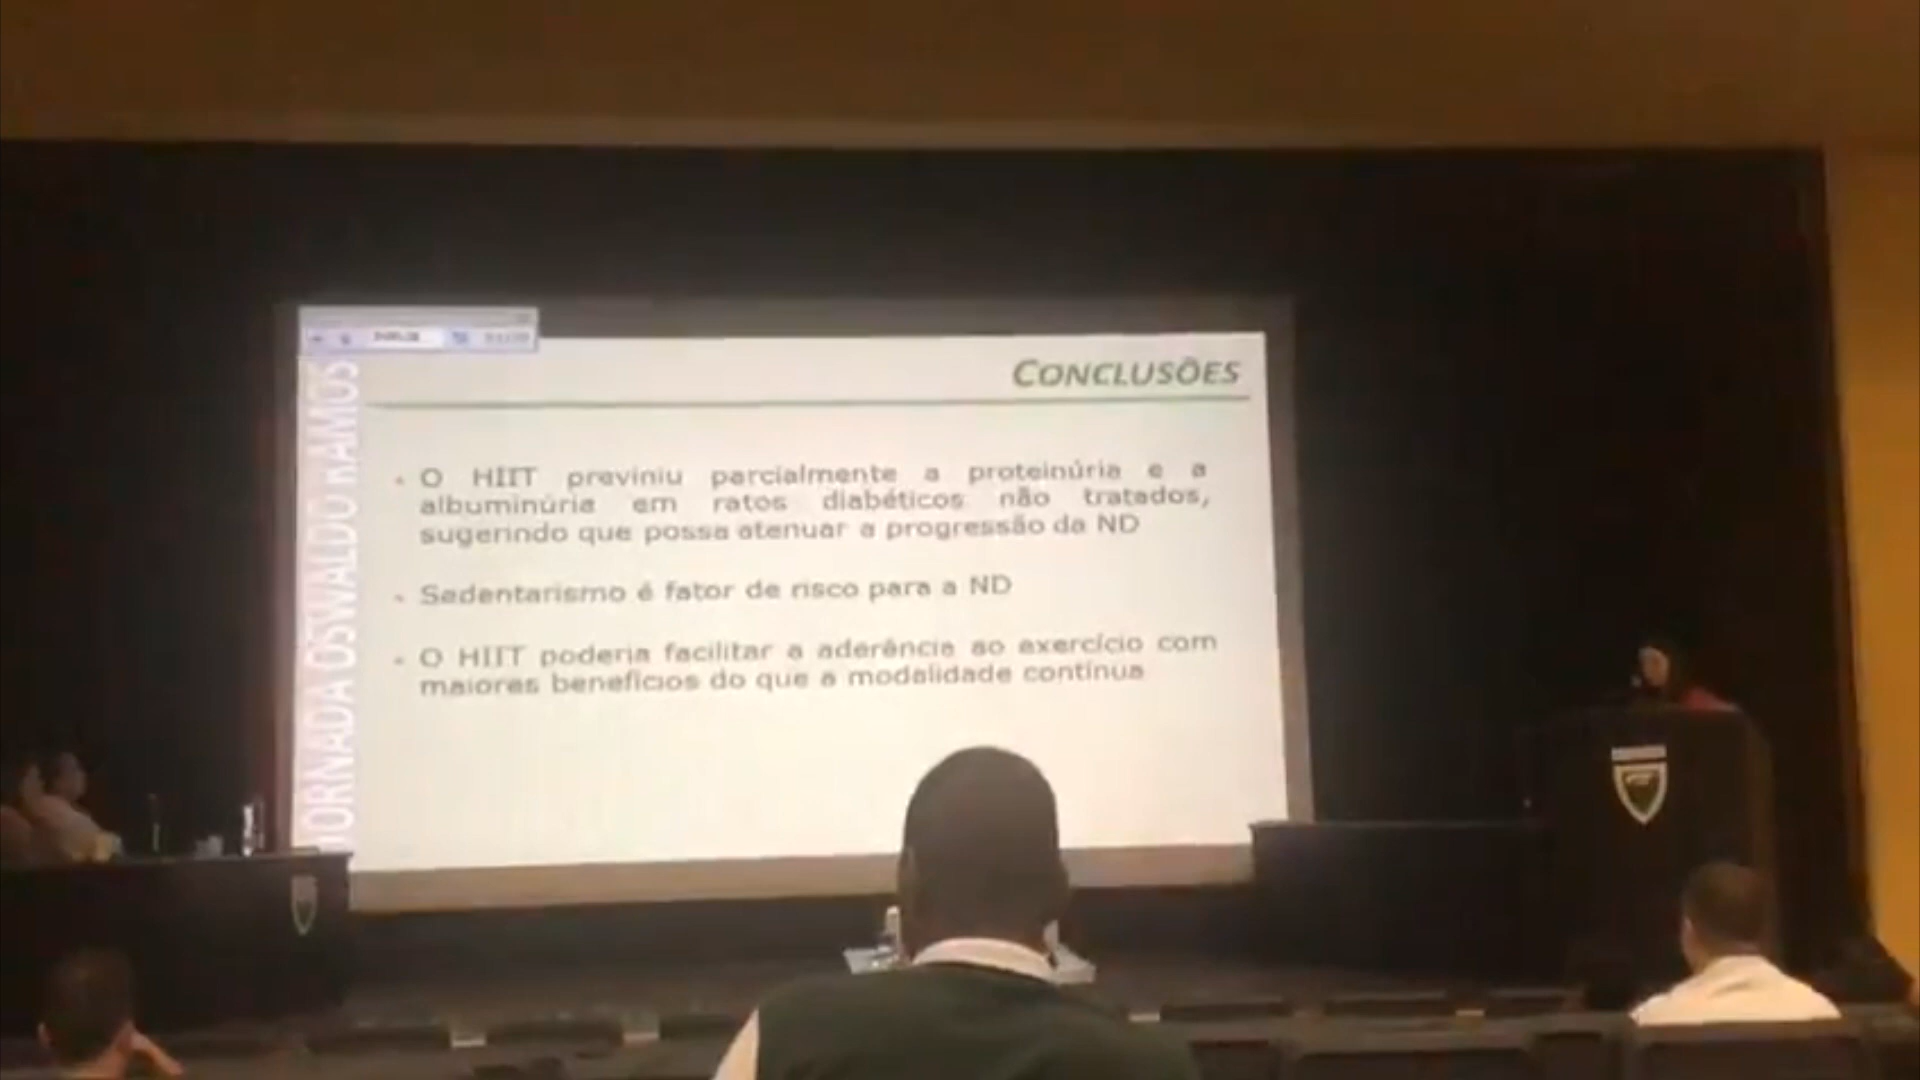 CONCLUSÕES
JORNADA OSWALDO RAMOS
• O HIIT previniu parcialmente a proteinúria e a
albuminúria em ratos diabéticos não tratados,
sugerindo que possa atenuar a progressão da ND
• Sedentarismo é fator de risco para a ND
• O HIIT poderia facilitar a aderência ao exercício com
maiores benefícios do que a modalidade contínua